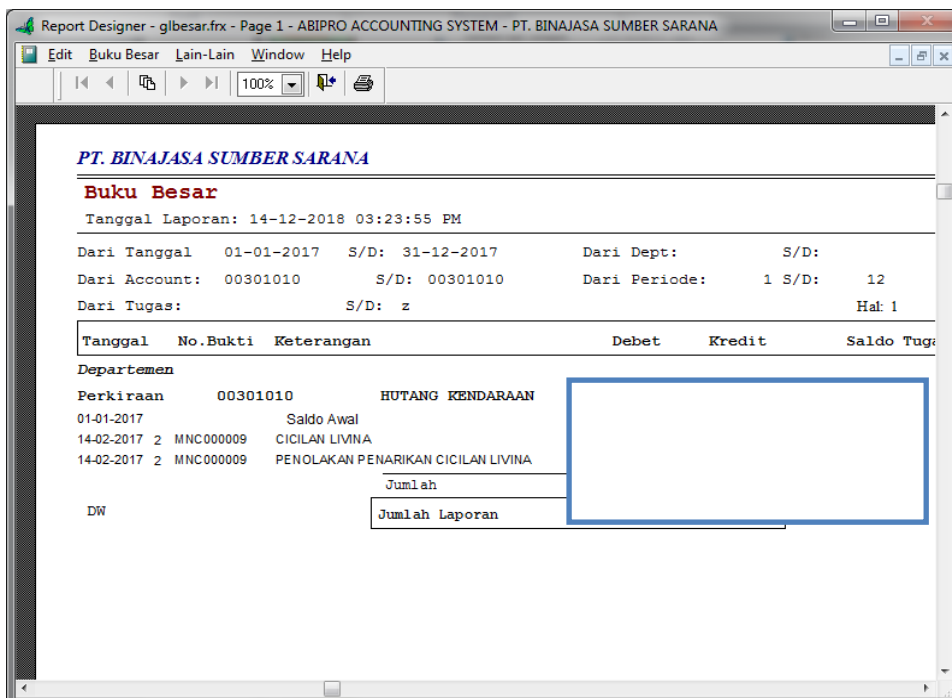 Report Designer - glbesar.frx - Page 1 - ABIPRO ACCOUNTING SYSTEM - PT. BINAJASA SUMBER SARANA
Edit Buku Besar Lain-Lain Window Help
100%
PT. BINAJASA SUMBER SARANA
Buku Besar
Tanggal Laporan: 14-12-2018 03:23:55 PM
Dari Tanggal 01-01-2017 S/D: 31-12-2017 Dari Dept: S/D:
Dari Account: 00301010 S/D: 00301010 Dari Periode: 1 S/D: 12
Dari Tugas: S/D: z Hal: 1
Tanggal No.Bukti Keterangan Debet Kredit Saldo Tuga
Departemen
Perkiraan 00301010 HUTANG KENDARAAN
01-01-2017 Saldo Awal
14-02-2017 2 MNC000009 CICILAN LIVINA
14-02-2017 2 MNC000009 PENOLAKAN PENARIKAN CICILAN LIVINA
Jumlah
DW Jumlah Laporan